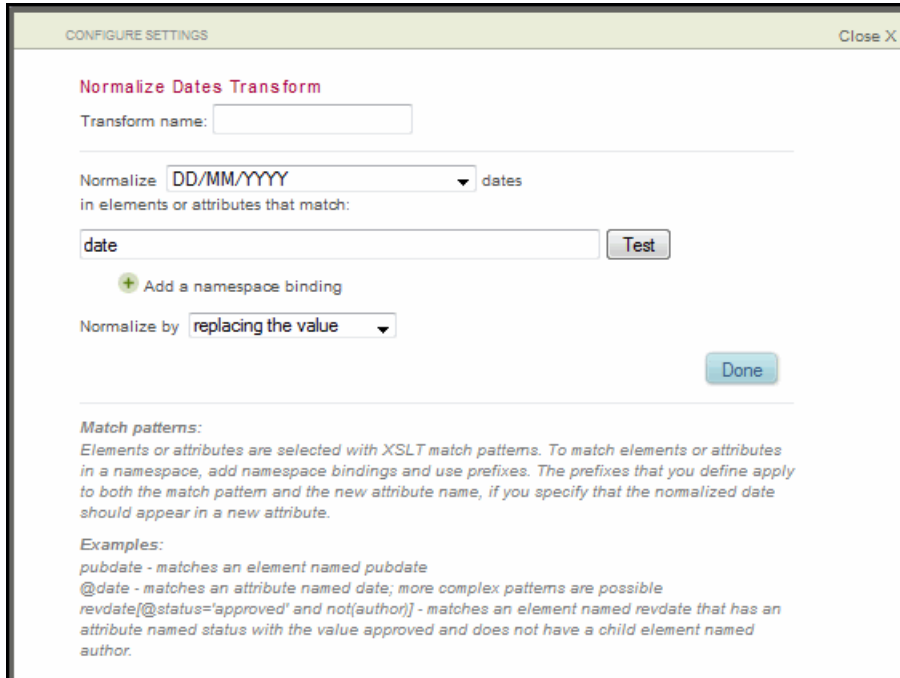 CONFIGURE SETTINGS Close X
Normalize Dates Transform
Transform name:
Normalize DD/MM/YYYY dates
in elements or attributes that match:
date Test
+ Add a namespace binding
Normalize by replacing the value
Done
Match patterns:
Elements or attributes are selected with XSLT match patterns. To match elements or attributes
in a namespace, add namespace bindings and use prefixes. The prefixes that you define apply
to both the match pattern and the new attribute name, if you specify that the normalized date
should appear in a new attribute.
Examples:
pubdate - matches an element named pubdate
@date - matches an attribute named date; more complex patterns are possible
revdate[@status='approved' and not(author)] - matches an element named revdate that has an
attribute named status with the value approved and does not have a child element named
author.